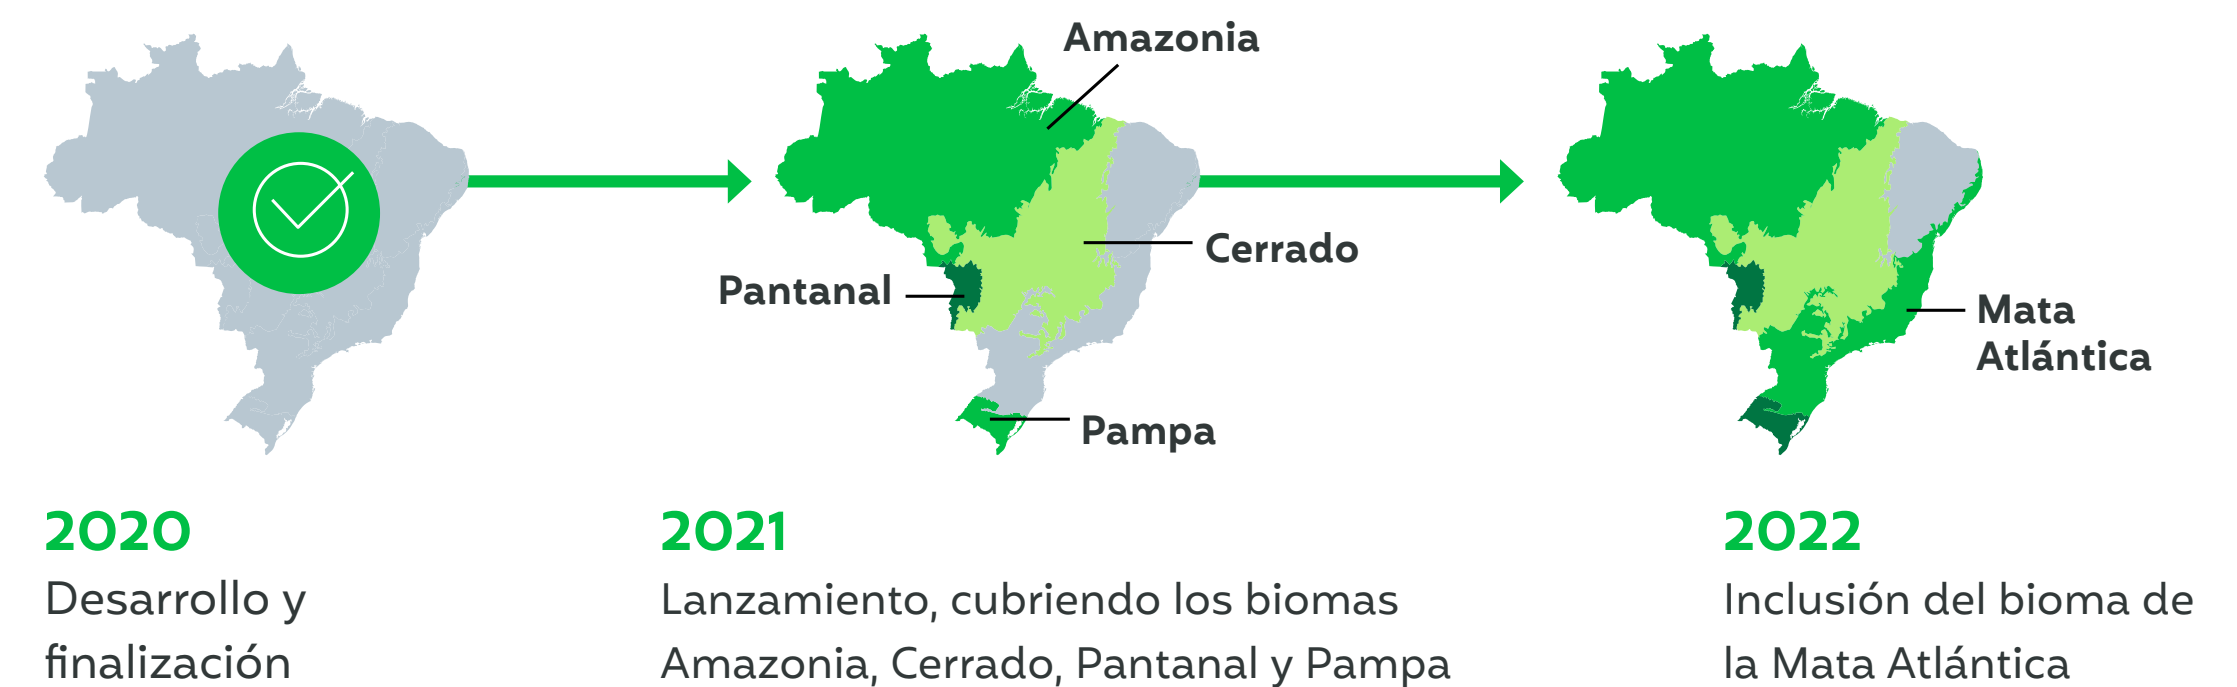 Amazonia
Cerrado
Pantanal
Pampa
Mata
Atlántica
2020
Desarrollo y
finalización
2021
Lanzamiento, cubriendo los biomas
Amazonia, Cerrado, Pantanal y Pampa
2022
Inclusión del bioma de
la Mata Atlántica